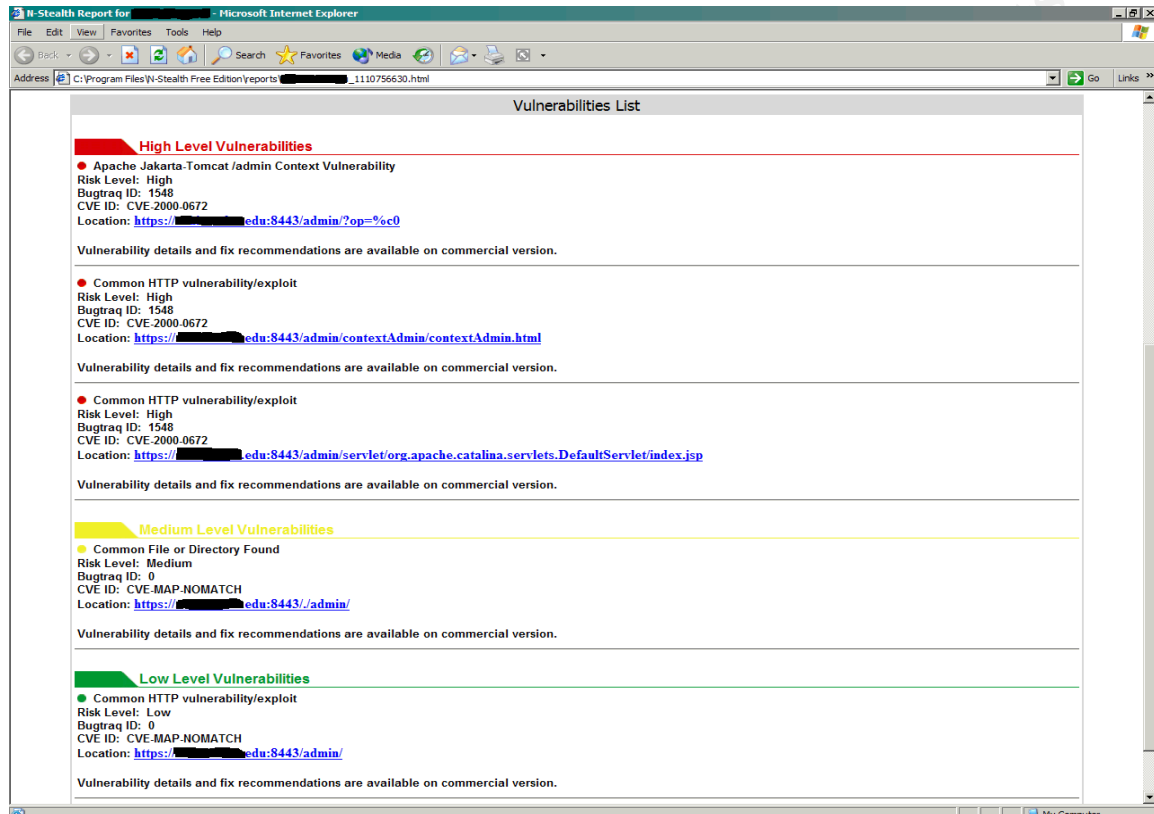 N-Stealth Report for - Microsoft Internet Explorer
File Edit View Favorites Tools Help
Back Search Favorites Media
Address C:\Program Files\N-Stealth Free Edition\reports\ _1110756630.html Go Links »
Vulnerabilities List
High Level Vulnerabilities
Apache Jakarta-Tomcat /admin Context Vulnerability
Risk Level: High
Bugtraq ID: 1548
CVE ID: CVE-2000-0672
Location: https:// edu:8443/admin/?op=%c0
Vulnerability details and fix recommendations are available on commercial version.
Common HTTP vulnerability/exploit
Risk Level: High
Bugtraq ID: 1548
CVE ID: CVE-2000-0672
Location: https:// edu:8443/admin/contextAdmin/contextAdmin.html
Vulnerability details and fix recommendations are available on commercial version.
Common HTTP vulnerability/exploit
Risk Level: High
Bugtraq ID: 1548
CVE ID: CVE-2000-0672
Location: https:// .edu:8443/admin/servlet/org.apache.catalina.servlets.DefaultServlet/index.jsp
Vulnerability details and fix recommendations are available on commercial version.
Medium Level Vulnerabilities
Common File or Directory Found
Risk Level: Medium
Bugtraq ID: 0
CVE ID: CVE-MAP-NOMATCH
Location: https:// edu:8443/./admin/
Vulnerability details and fix recommendations are available on commercial version.
Low Level Vulnerabilities
Common HTTP vulnerability/exploit
Risk Level: Low
Bugtraq ID: 0
CVE ID: CVE-MAP-NOMATCH
Location: https:// edu:8443/admin/
Vulnerability details and fix recommendations are available on commercial version.
My Computer